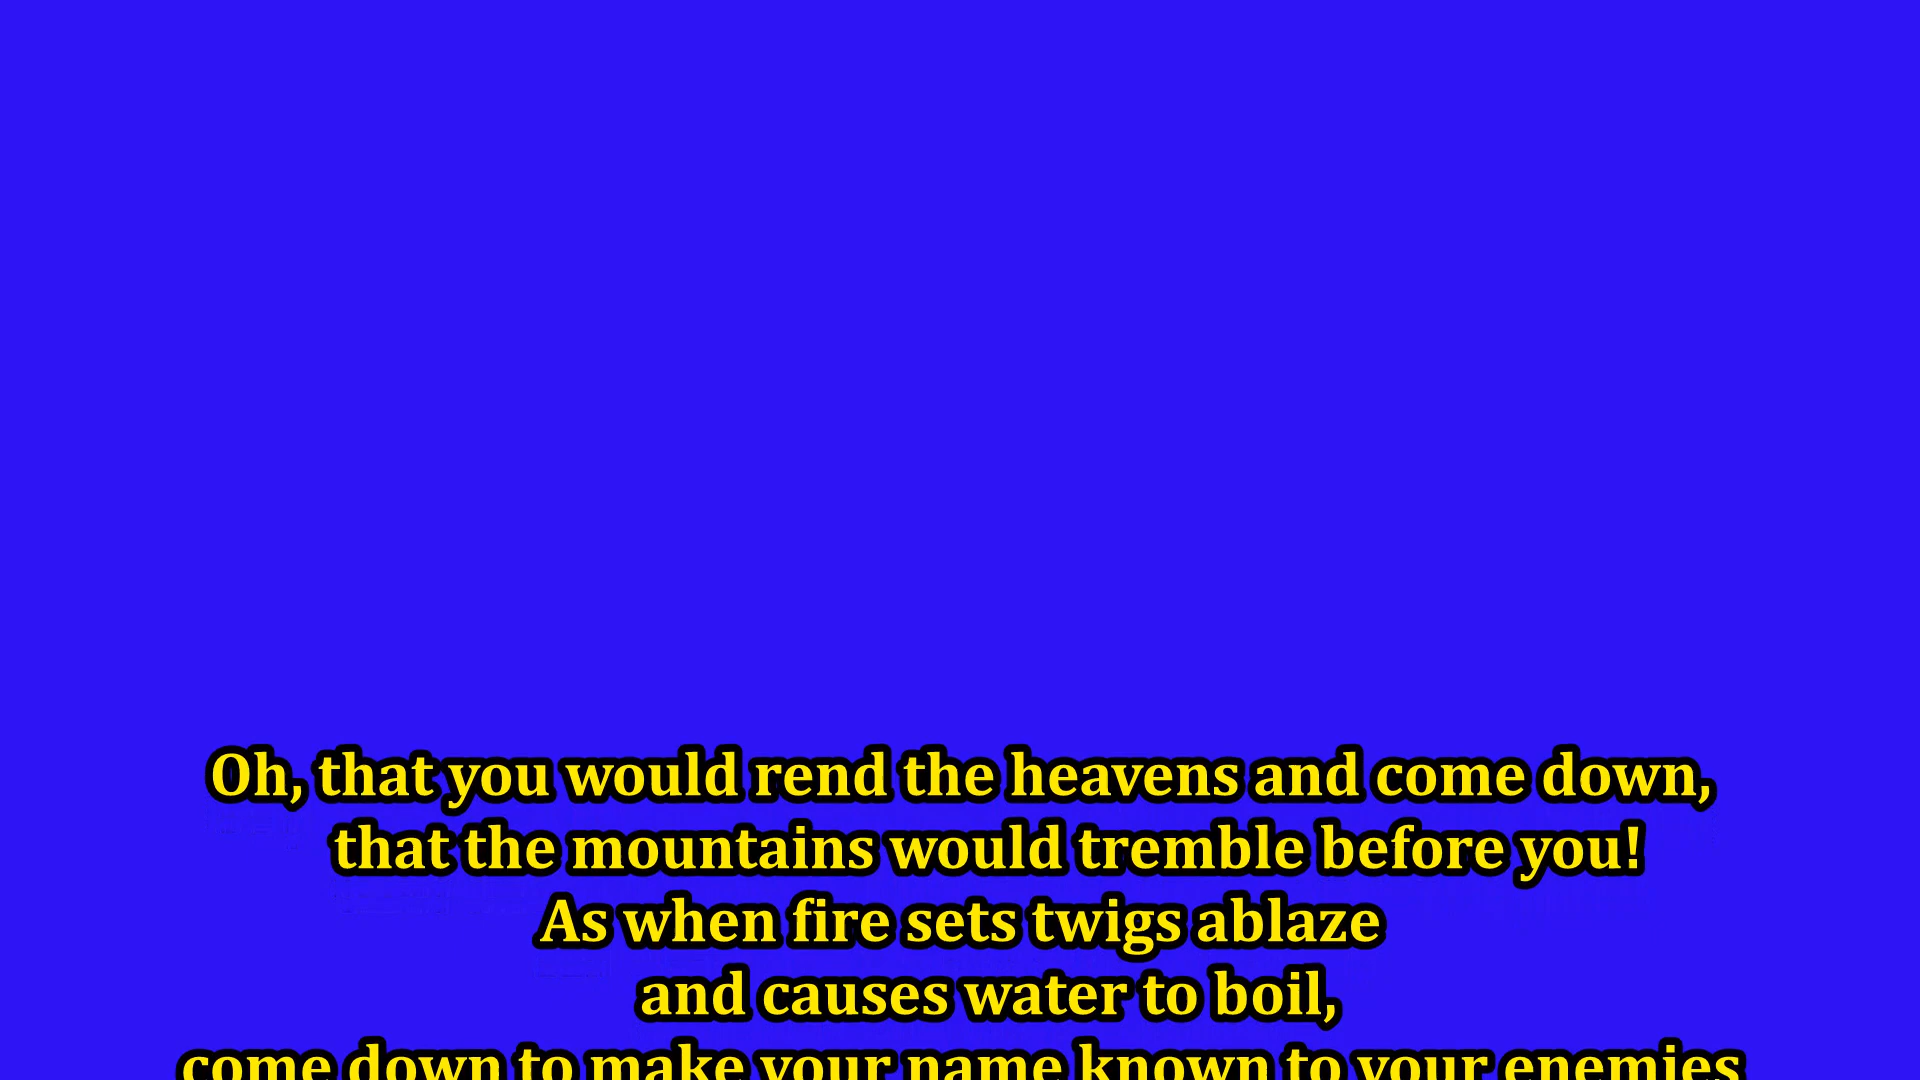 Oh, that you would rend the heavens and come down,
that the mountains would tremble before you!
As when fire sets twigs ablaze
and causes water to boil,
come down to make your name known to your enemies